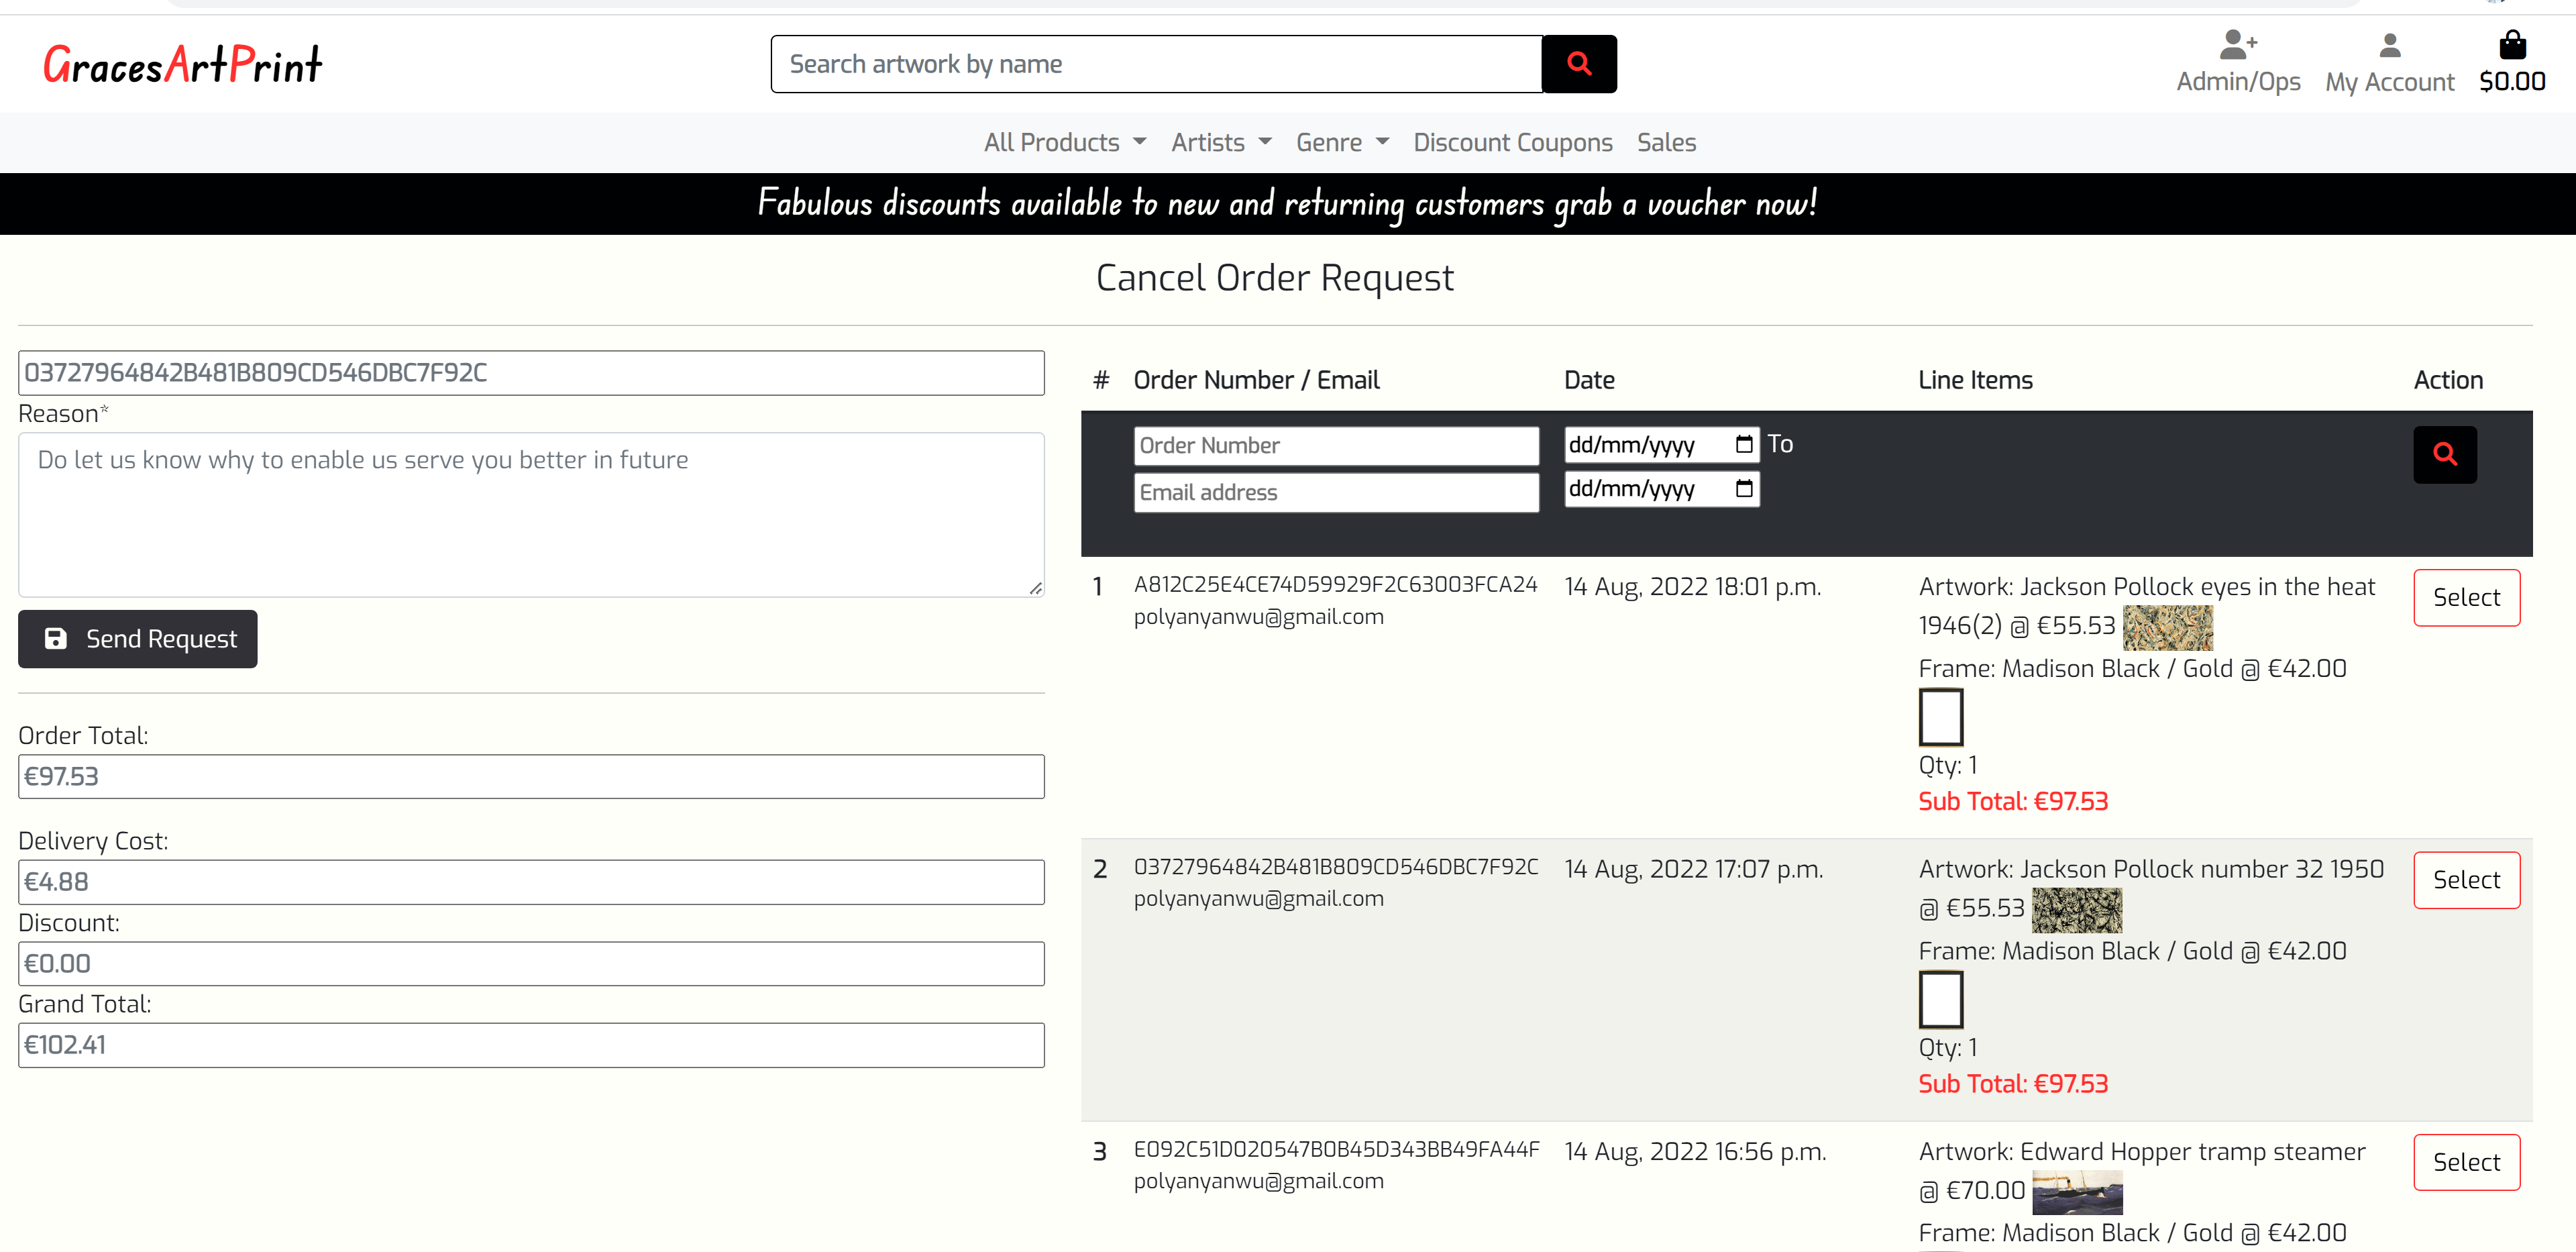 GracesArtPrint
Search artwork by name
Admin/Ops
My Account
$0.00
All Products
Artists
Genre
Discount Coupons
Sales
Fabulous discounts available to new and returning customers grab a voucher now!
Cancel Order Request
03727964842B481B809CD546DBC7F92C
Reason*
Do let us know why to enable us serve you better in future
Send Request
Order Total:
€97.53
Delivery Cost:
€4.88
Discount:
€0.00
Grand Total:
€102.41
# Order Number / Email Date Line Items Action
Order Number
Email address
dd/mm/yyyy To
dd/mm/yyyy
1 A812C25E4CE74D59929F2C63003FCA24
polyanyanwu@gmail.com
14 Aug, 2022 18:01 p.m.
Artwork: Jackson Pollock eyes in the heat
1946(2) @ €55.53
Frame: Madison Black / Gold @ €42.00
Qty: 1
Sub Total: €97.53
Select
2 03727964842B481B809CD546DBC7F92C
polyanyanwu@gmail.com
14 Aug, 2022 17:07 p.m.
Artwork: Jackson Pollock number 32 1950
@ €55.53
Frame: Madison Black / Gold @ €42.00
Qty: 1
Sub Total: €97.53
Select
3 E092C51D020547B0B45D343BB49FA44F
polyanyanwu@gmail.com
14 Aug, 2022 16:56 p.m.
Artwork: Edward Hopper tramp steamer
@ €70.00
Frame: Madison Black / Gold @ €42.00
Select